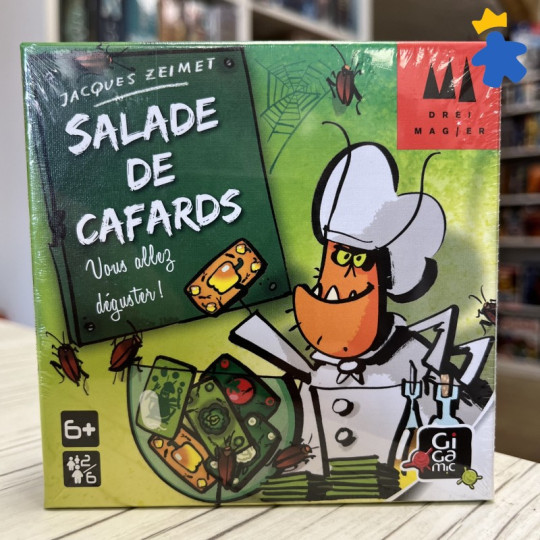 JACQUES ZEIMET
SALADE
DE
CAFARDS
Vous allez
déguster !
DREI
MAGIER
6+
2/6
GiGamic